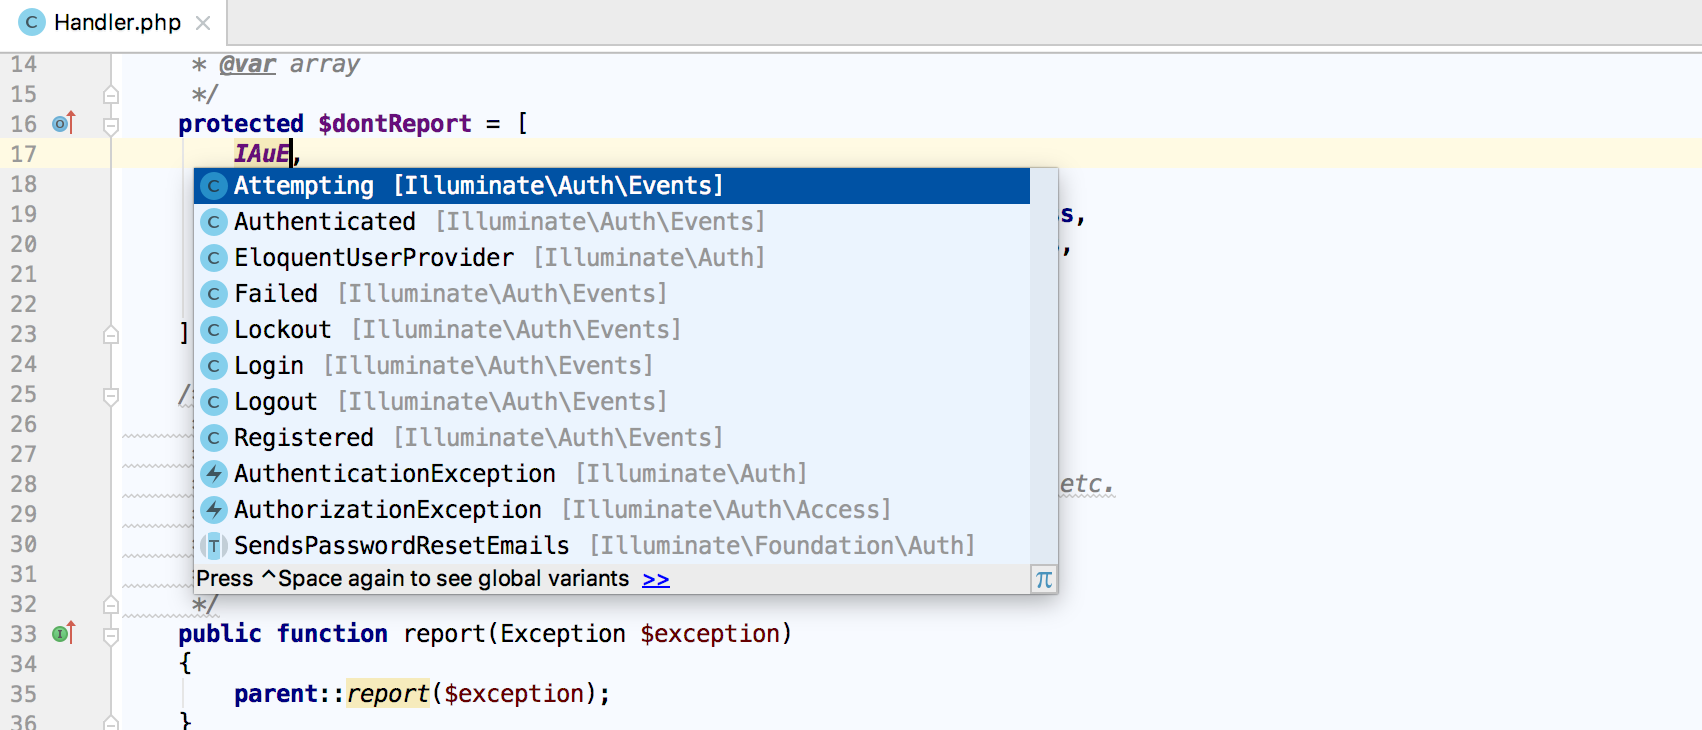 C Handler.php ×
14 * @var array
15 */
16 protected $dontReport = [
17 IAuE,
18
19 s,
20 ,
21
22
23 ]
24
25 /
26
27
28 etc.
29
30
31
32 */
33 public function report(Exception $exception)
34 {
35 parent::report($exception);
36 }
C Attempting [Illuminate\Auth\Events]
C Authenticated [Illuminate\Auth\Events]
C EloquentUserProvider [Illuminate\Auth]
C Failed [Illuminate\Auth\Events]
C Lockout [Illuminate\Auth\Events]
C Login [Illuminate\Auth\Events]
C Logout [Illuminate\Auth\Events]
C Registered [Illuminate\Auth\Events]
AuthenticationException [Illuminate\Auth]
AuthorizationException [Illuminate\Auth\Access]
T SendsPasswordResetEmails [Illuminate\Foundation\Auth]
Press ^Space again to see global variants >> π